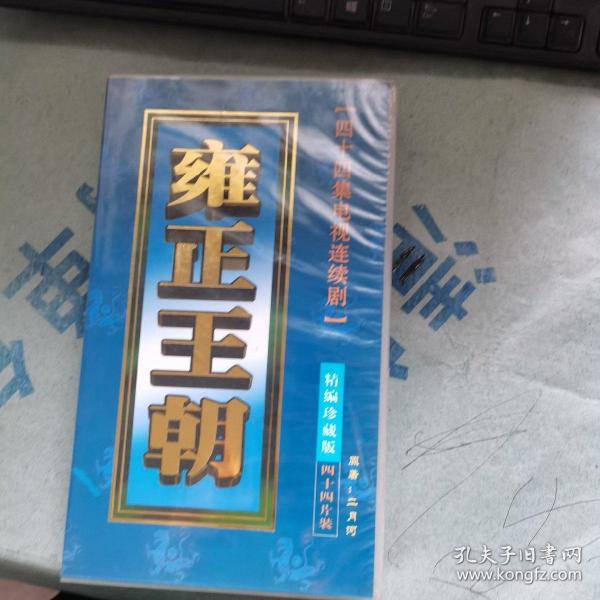 雍正王朝
【四十四集电视连续剧】
精编珍藏版
四十四片装
原著：二月河
孔夫子旧书网
www.kongfz.com